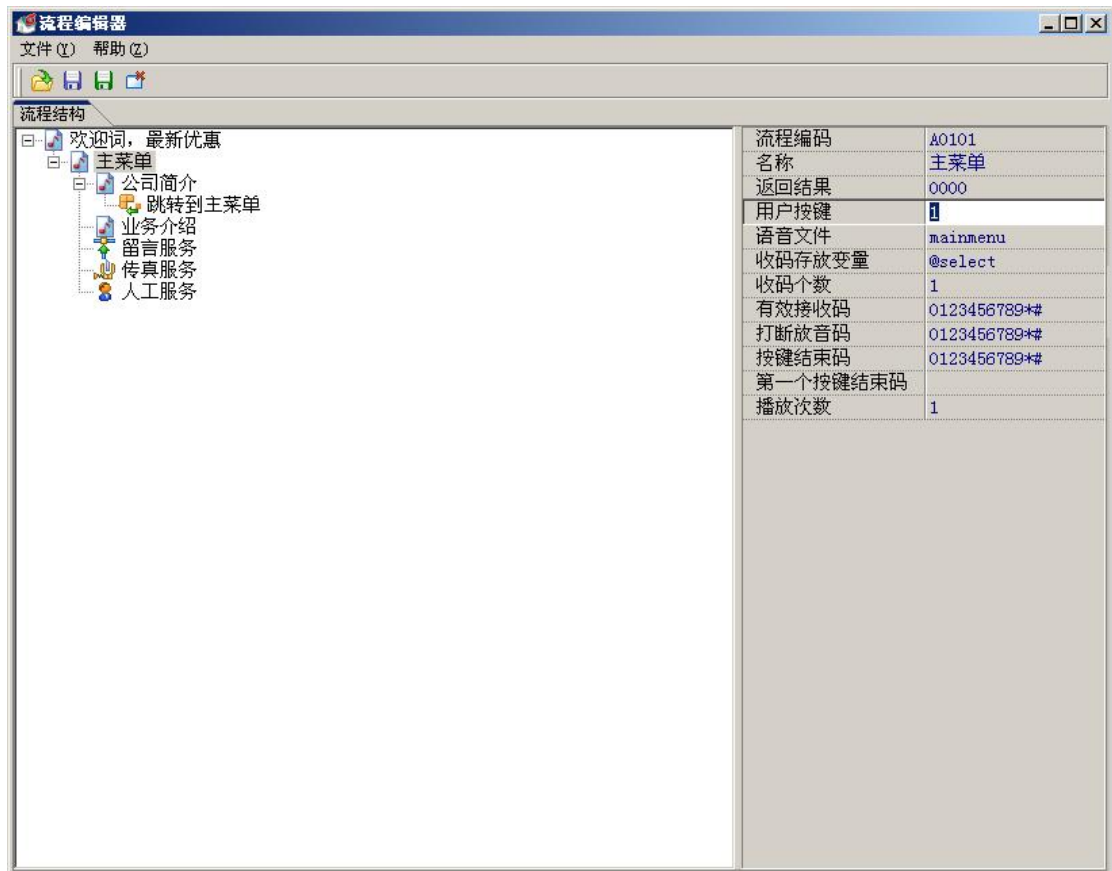 流程编辑器
文件(Y) 帮助(Z)
流程结构
欢迎词，最新优惠
主菜单
公司简介
跳转到主菜单
业务介绍
留言服务
传真服务
人工服务
流程编码 A0101
名称 主菜单
返回结果 0000
用户按键 1
语音文件 mainmenu
收码存放变量 @select
收码个数 1
有效接收码 0123456789*#
打断放音码 0123456789*#
按键结束码 0123456789*#
第一个按键结束码
播放次数 1